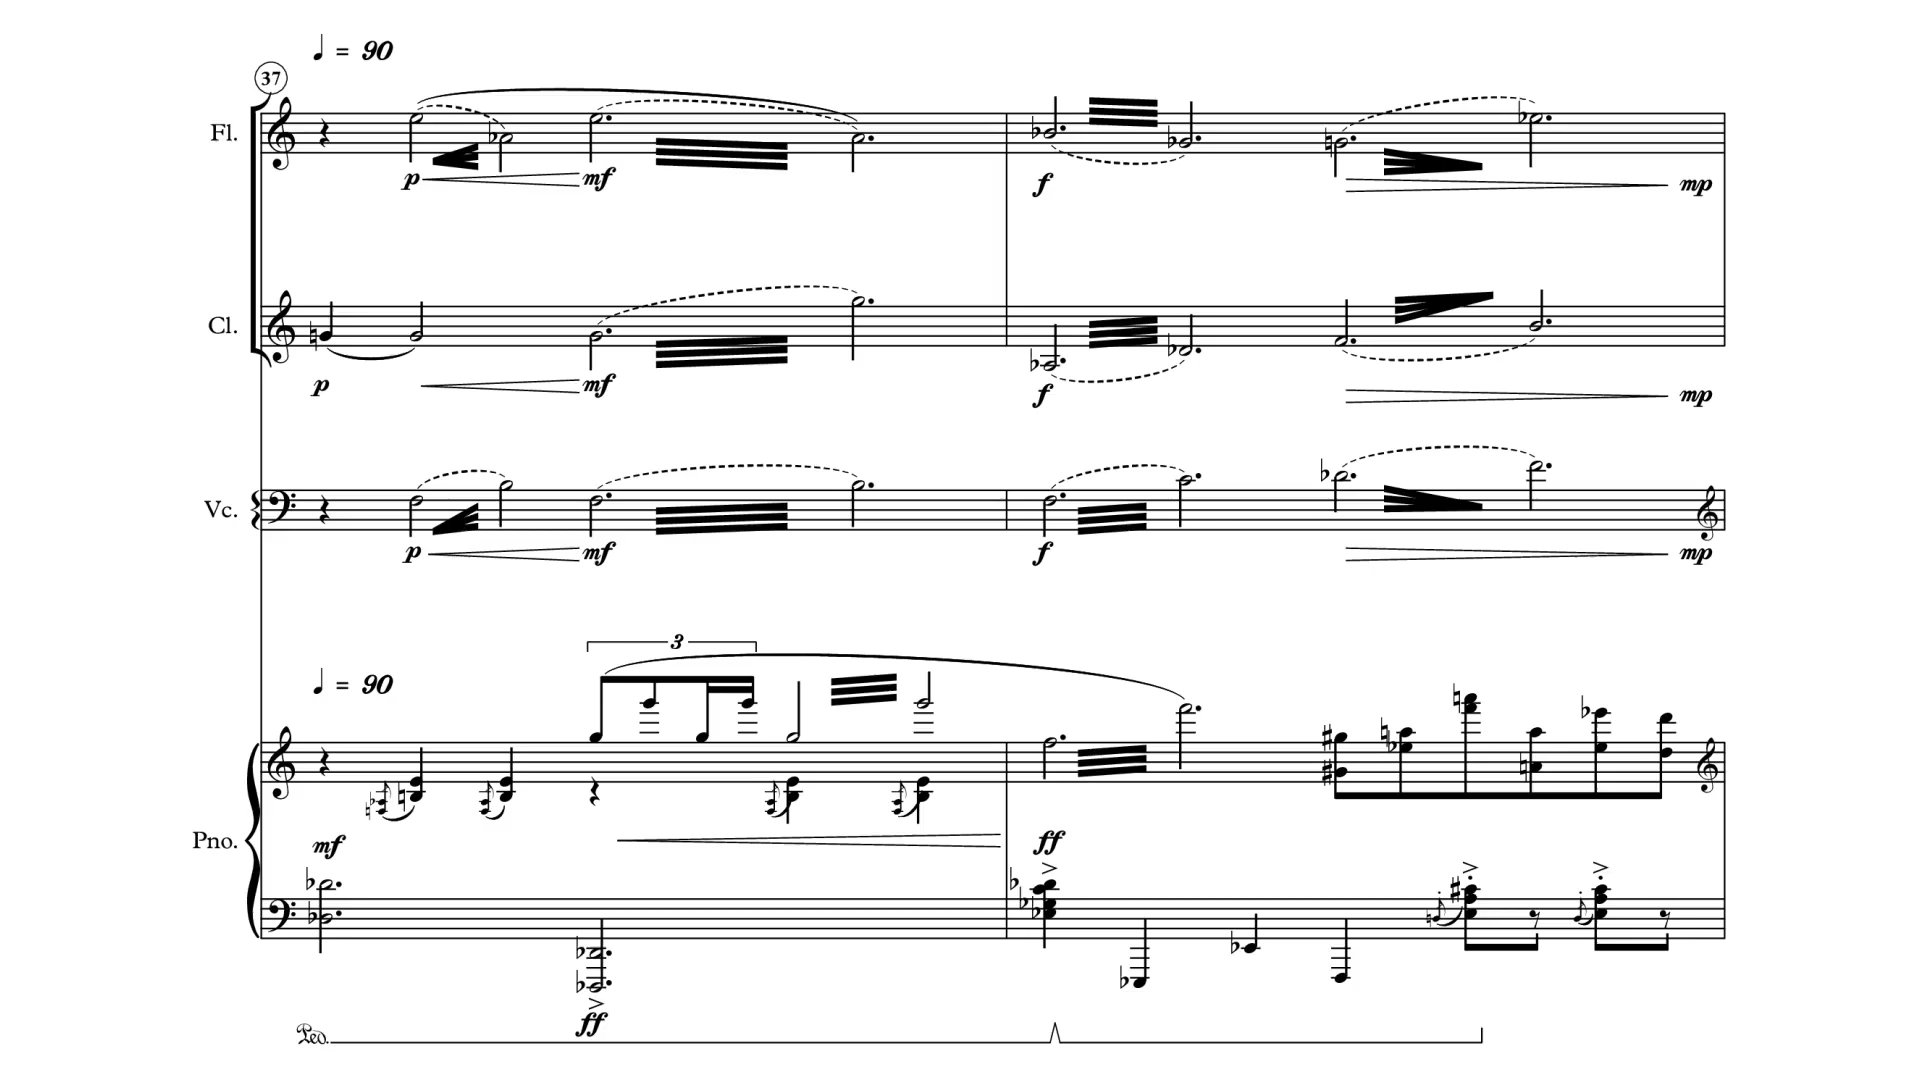 = 90
37
Fl.
p mf f mp
Cl.
p mf f mp
Vc.
p mf f mp
3
= 90
Pno.
mf ff
ff
Ped.